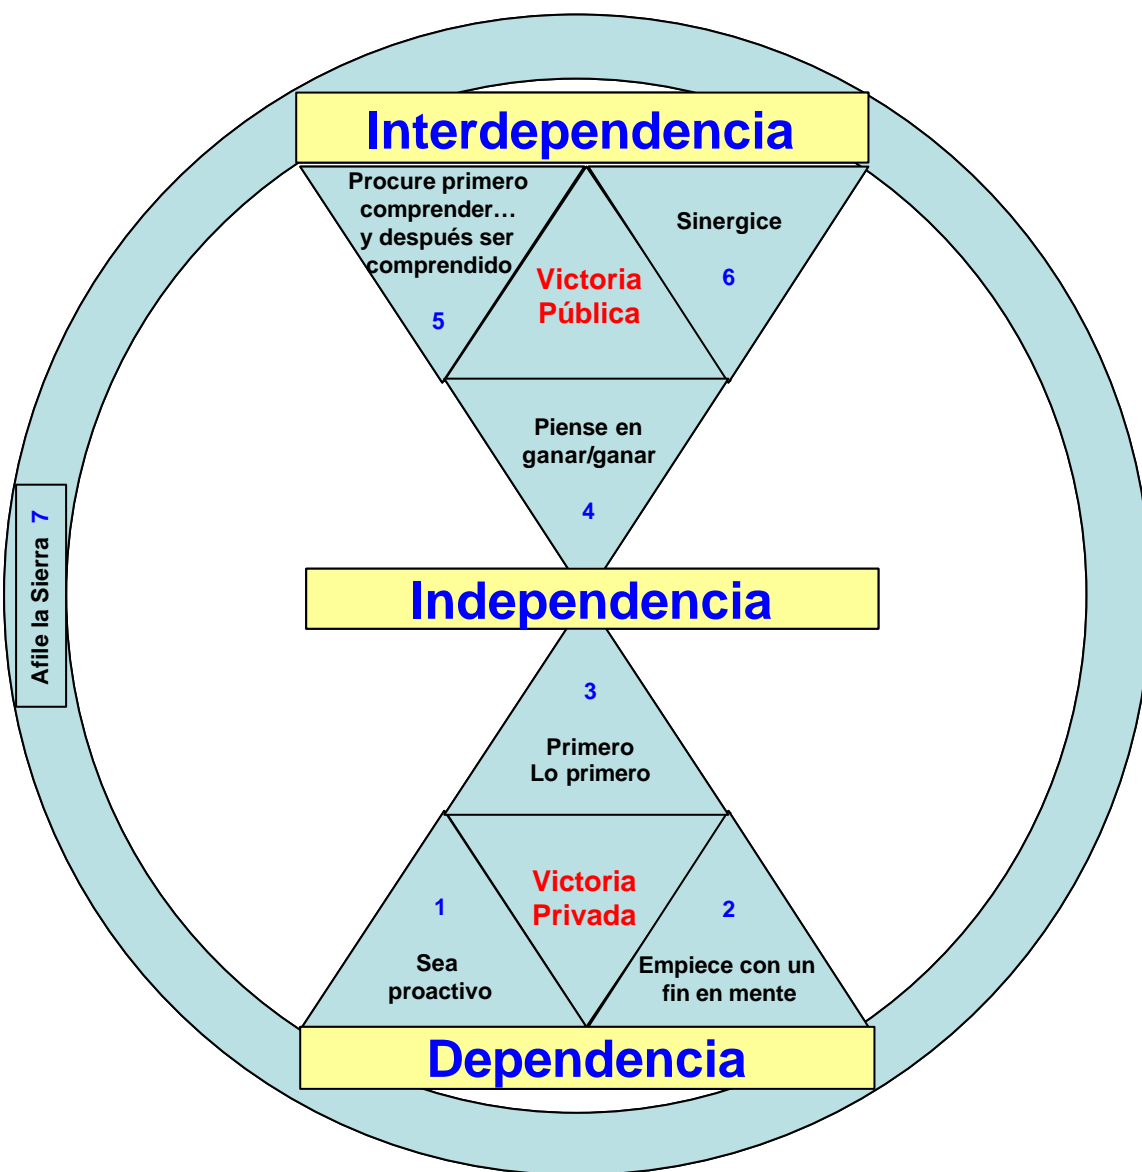 Interdependencia
Procure primero
comprender…
y después ser
comprendido
5
Victoria
Pública
Sinergice
6
Piense en
ganar/ganar
4
Afile la Sierra 7
Independencia
3
Primero
Lo primero
1
Sea
proactivo
Victoria
Privada
2
Empiece con un
fin en mente
Dependencia